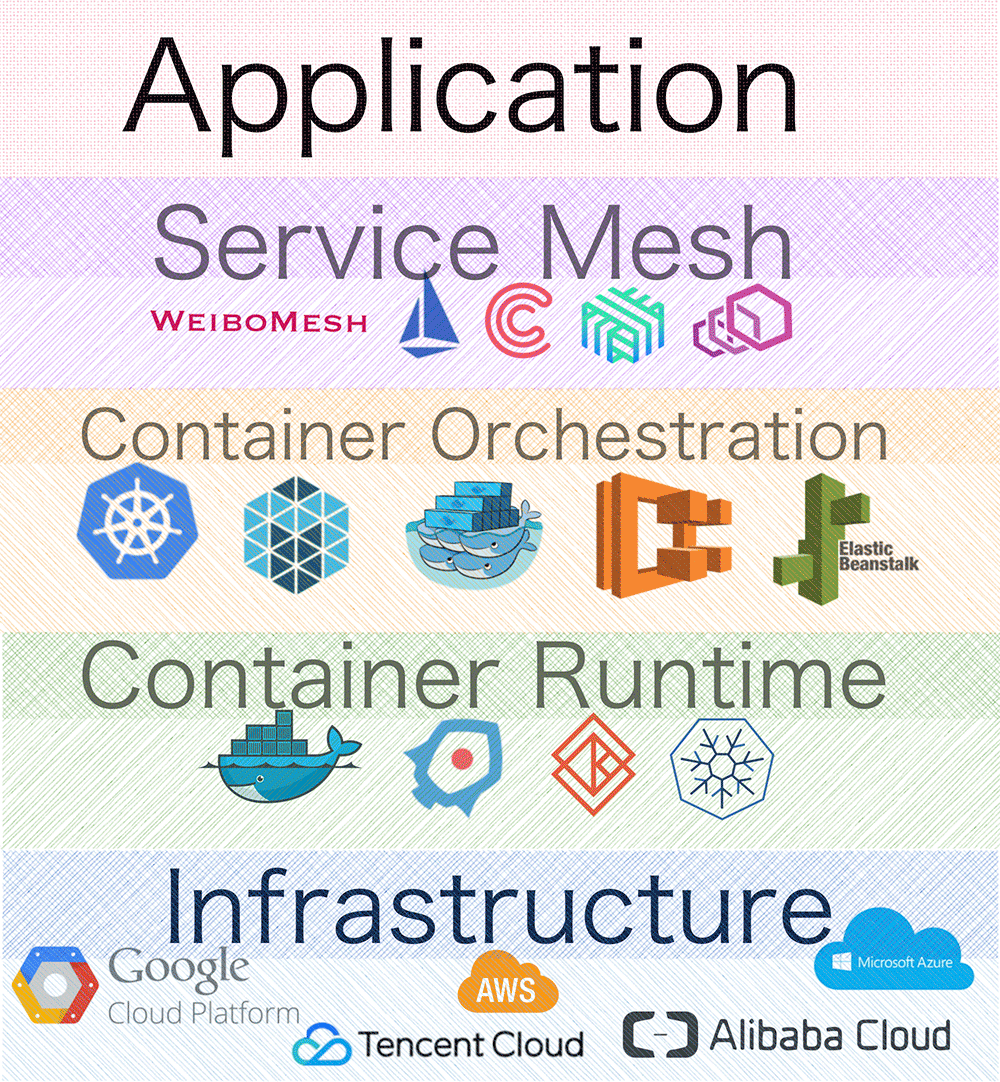 Application
Service Mesh
WEIBOMESH
Container Orchestration
Elastic
Beanstalk
Container Runtime
Infrastructure
Google
Cloud Platform
AWS
Microsoft Azure
Tencent Cloud
Alibaba Cloud